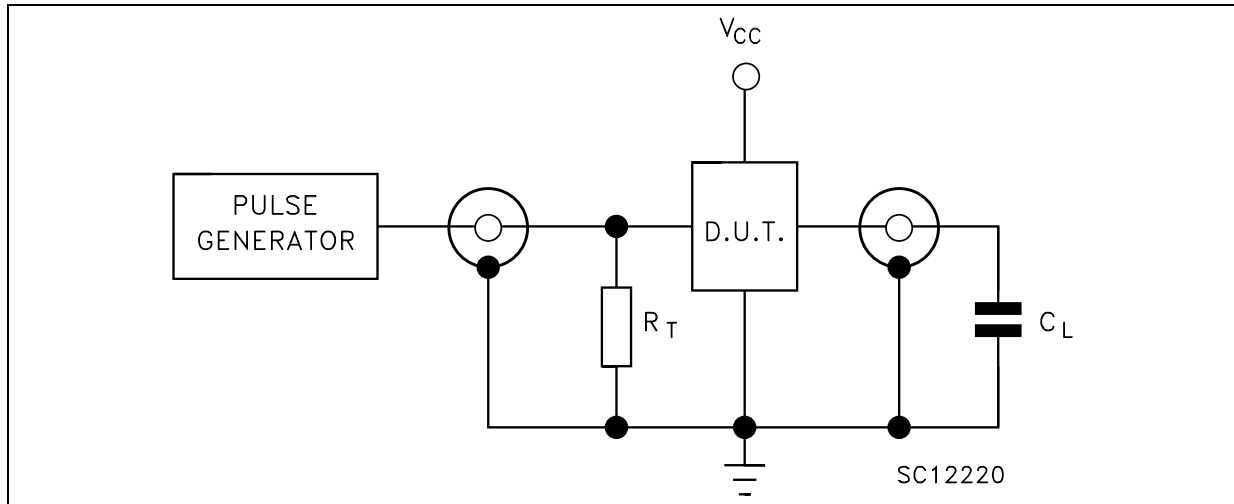 VCC
PULSE
GENERATOR
D.U.T.
RT
CL
SC12220